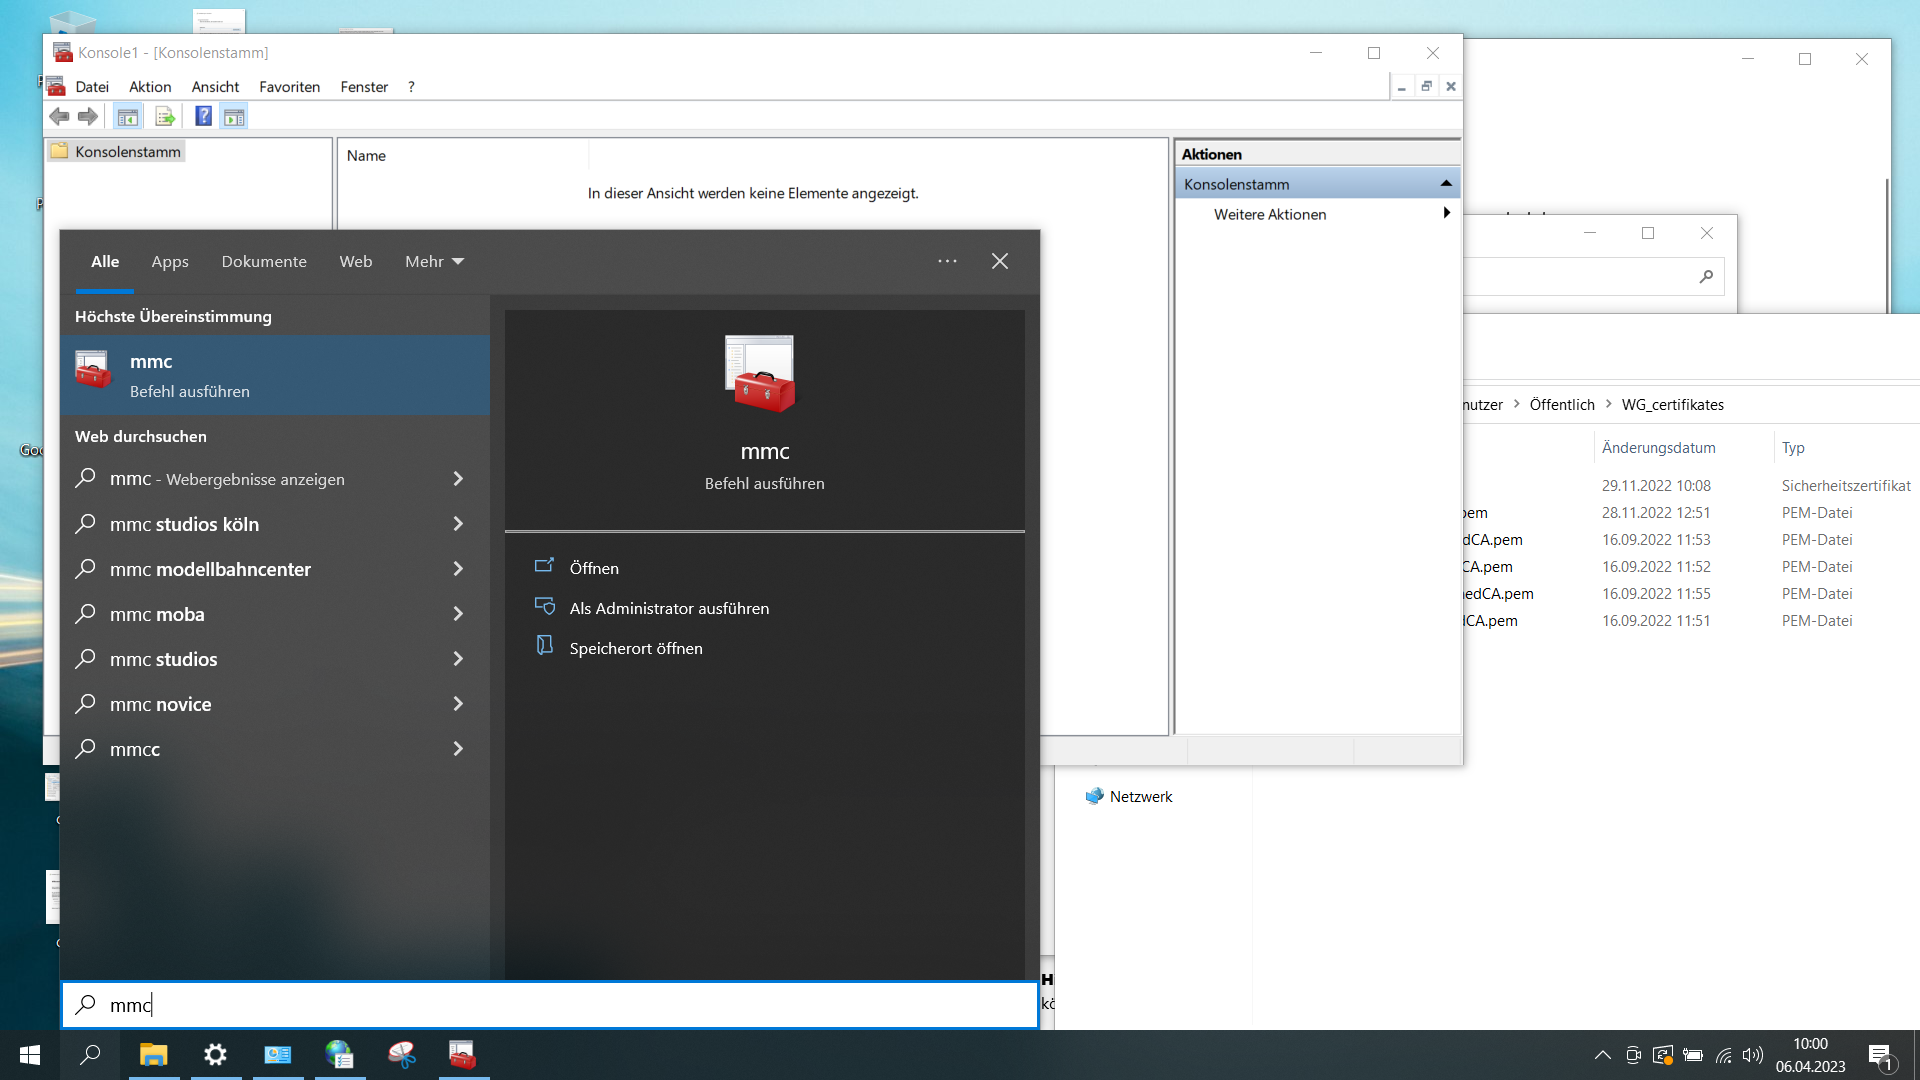 Konsole1 - [Konsolenstamm]
Datei Aktion Ansicht Favoriten Fenster ?
Konsolenstamm
Name
In dieser Ansicht werden keine Elemente angezeigt.
Aktionen
Konsolenstamm
Weitere Aktionen
Alle Apps Dokumente Web Mehr
Höchste Übereinstimmung
mmc
Befehl ausführen
Web durchsuchen
mmc - Webergebnisse anzeigen
mmc studios köln
mmc modellbahncenter
mmc moba
mmc studios
mmc novice
mmcc
mmc
Befehl ausführen
Öffnen
Als Administrator ausführen
Speicherort öffnen
mmc
nutzer > Öffentlich > WG_certifikates
Änderungsdatum Typ
29.11.2022 10:08 Sicherheitszertifikat
pem 28.11.2022 12:51 PEM-Datei
dCA.pem 16.09.2022 11:53 PEM-Datei
CA.pem 16.09.2022 11:52 PEM-Datei
edCA.pem 16.09.2022 11:55 PEM-Datei
CA.pem 16.09.2022 11:51 PEM-Datei
Netzwerk
H
kö
10:00
06.04.2023
1